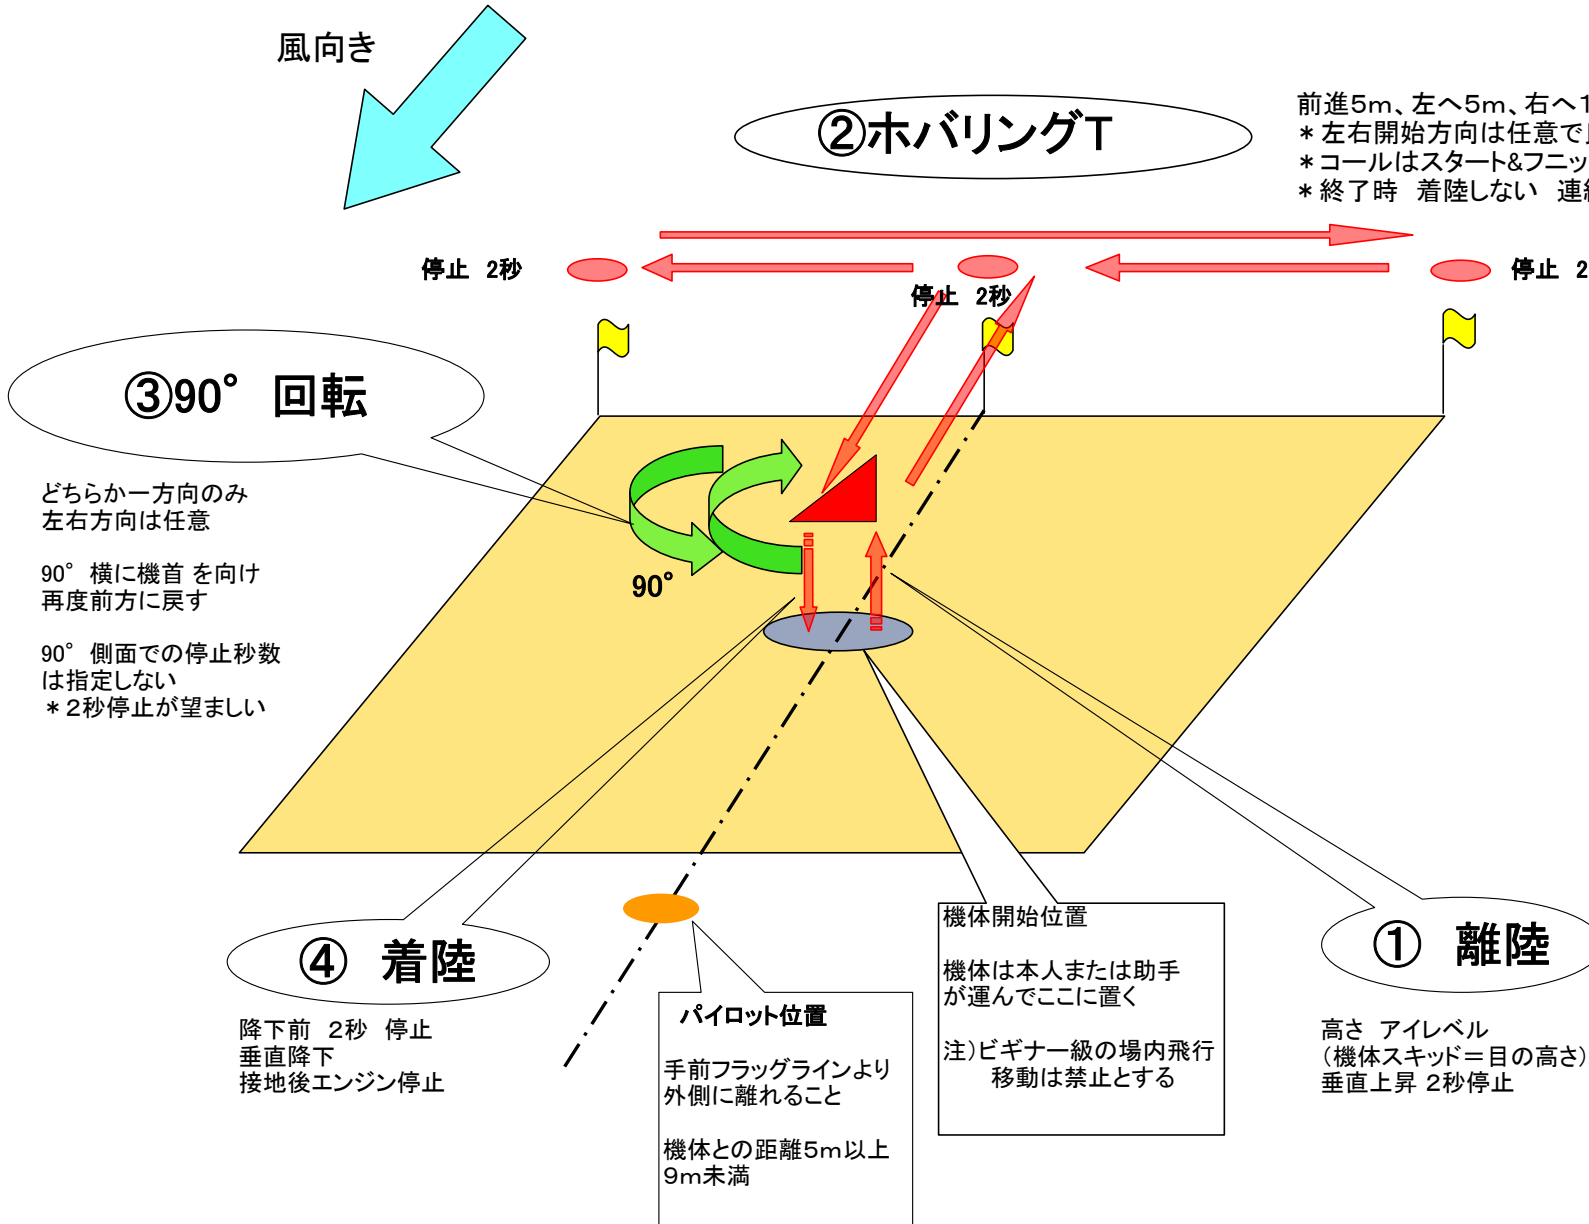 風向き
②ホバリングT
前進5m、左へ5m、右へ1
＊左右開始方向は任意で
＊コールはスタート&フニッ
＊終了時 着陸しない 連
停止 2秒
停止 2秒
停止 2
③90° 回転
どちらか一方向のみ
左右方向は任意
90° 横に機首 を向け
再度前方に戻す
90° 側面での停止秒数
は指定しない
＊2秒停止が望ましい
90°
④ 着陸
降下前 2秒 停止
垂直降下
接地後エンジン停止
パイロット位置
手前フラッグラインより
外側に離れること
機体との距離5m以上
9m未満
機体開始位置
機体は本人または助手
が運んでここに置く
注)ビギナー級の場内飛行
移動は禁止とする
① 離陸
高さ アイレベル
(機体スキッド＝目の高さ)
垂直上昇 2秒停止